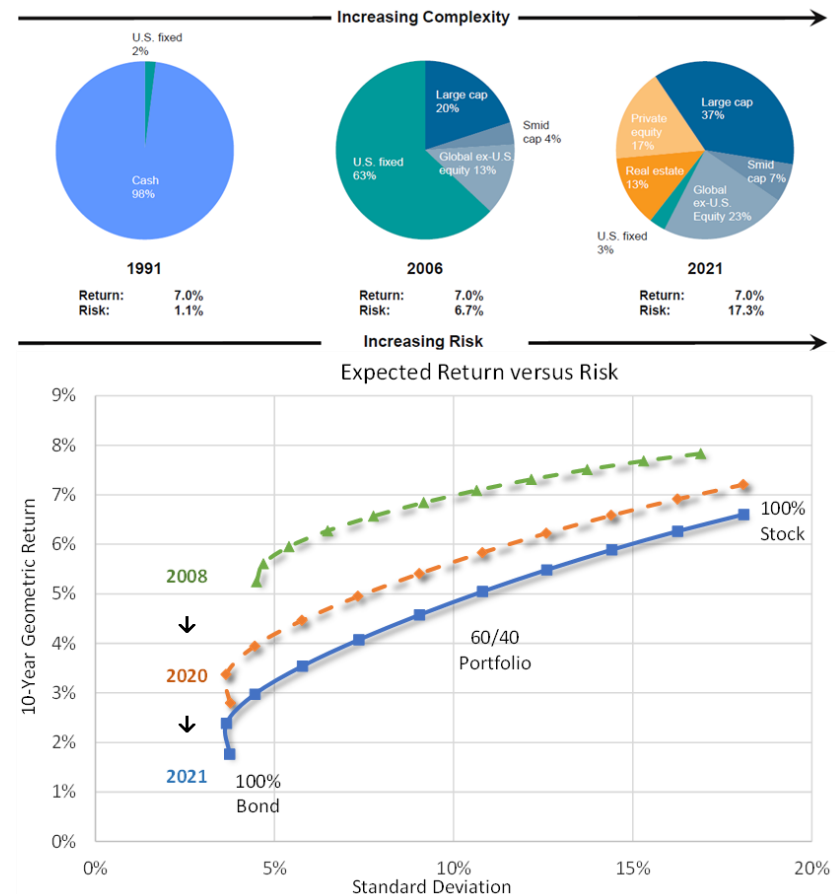 Increasing Complexity
U.S. fixed
2%
Cash
98%
1991
Return: 7.0%
Risk: 1.1%
Large cap
20%
Smid
cap 4%
Global ex-U.S.
equity 13%
U.S. fixed
63%
2006
Return: 7.0%
Risk: 6.7%
Large cap
37%
Private
equity
17%
Smid
cap 7%
Real estate
13%
Global
ex-U.S.
Equity 23%
U.S. fixed
3%
2021
Return: 7.0%
Risk: 17.3%
Increasing Risk
Expected Return versus Risk
10-Year Geometric Return
9%
8%
7%
6%
5%
4%
3%
2%
1%
0%
2008
2020
2021
100%
Stock
60/40
Portfolio
100%
Bond
0%
5%
10%
15%
20%
Standard Deviation